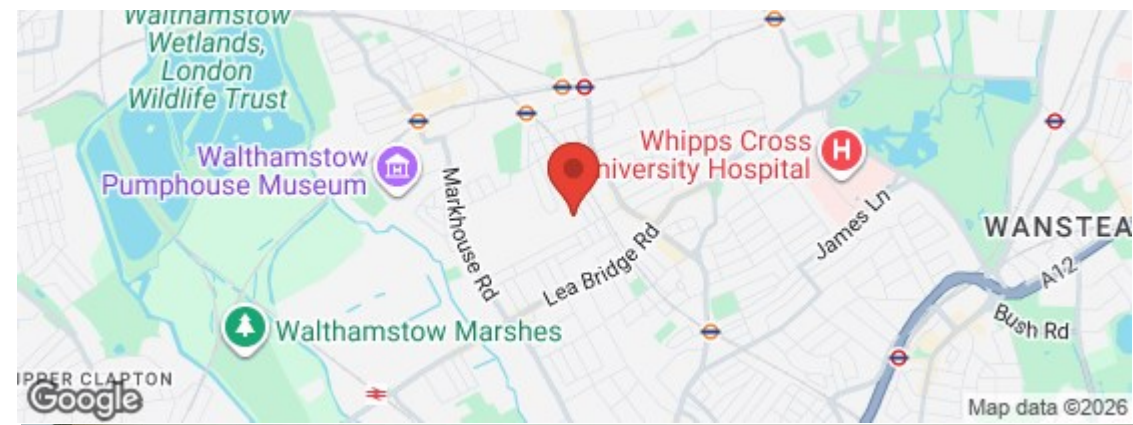 Walthamstow
Wetlands,
London
Wildlife Trust
Whipps Cross
University Hospital
H
Walthamstow
Pumphouse Museum
Markhouse Rd
James Ln
WANSTEA
Lea Bridge Rd
A12
Bush Rd
Walthamstow Marshes
UPPER CLAPTON
Google
Map data ©2026